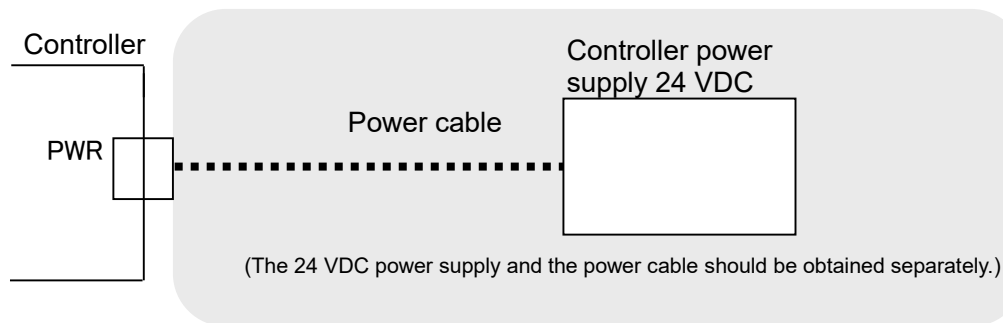 Controller
Controller power
supply 24 VDC
Power cable
PWR
(The 24 VDC power supply and the power cable should be obtained separately.)